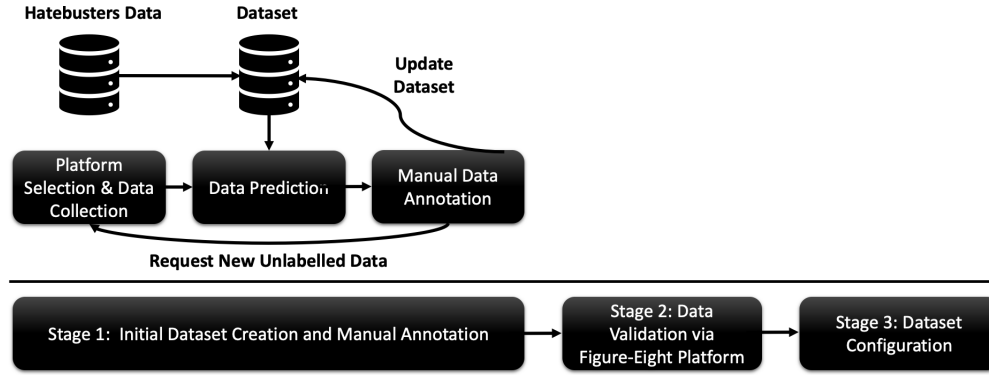 Hatebusters Data
Dataset
Update
Dataset
Platform
Selection & Data
Collection
Data Prediction
Manual Data
Annotation
Request New Unlabelled Data
Stage 1:  Initial Dataset Creation and Manual Annotation
Stage 2: Data
Validation via
Figure-Eight Platform
Stage 3: Dataset
Configuration